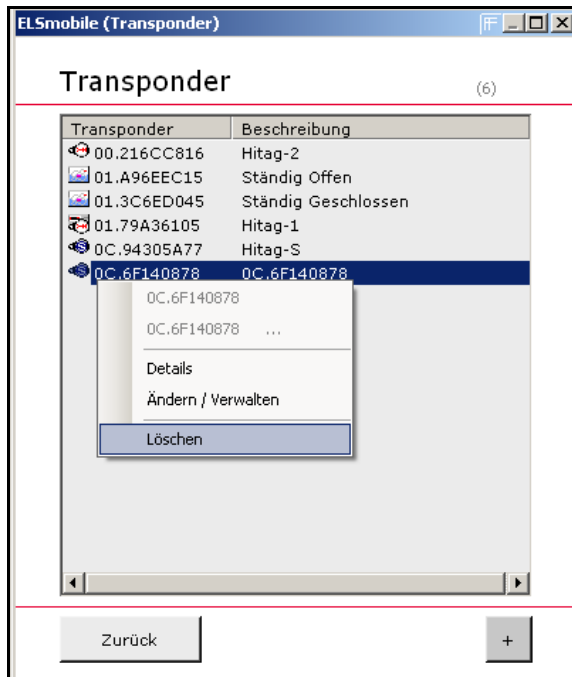 ELSmobile (Transponder)
Transponder
(6)
Transponder Beschreibung
00.216CC816 Hitag-2
01.A96EEC15 Ständig Offen
01.3C6ED045 Ständig Geschlossen
01.79A36105 Hitag-1
0C.94305A77 Hitag-S
0C.6F140878 0C.6F140878
0C.6F140878
0C.6F140878 ...
Details
Ändern / Verwalten
Löschen
Zurück +